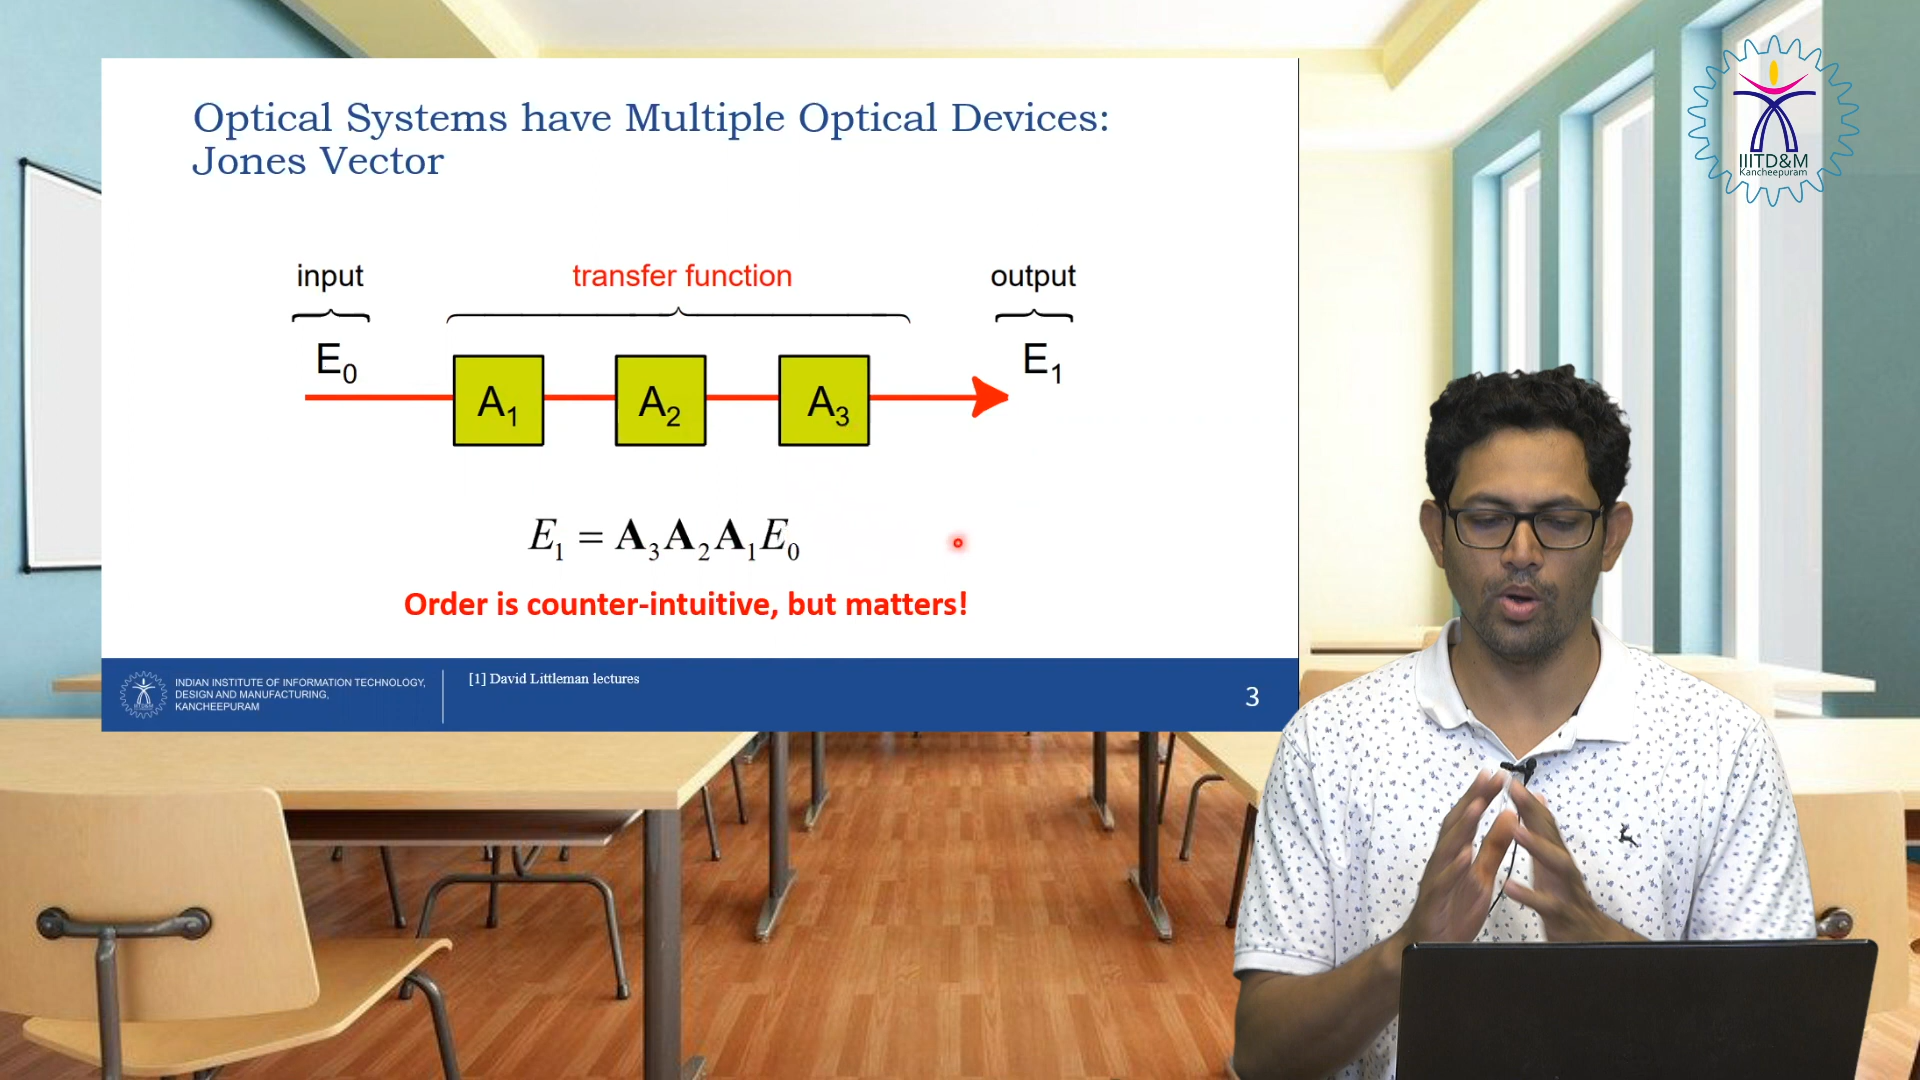 Optical Systems have Multiple Optical Devices:
Jones Vector
input
transfer function
output
E₀
E₁
A₁
A₂
A₃
E₁ = A₃A₂A₁E₀
Order is counter-intuitive, but matters!
INDIAN INSTITUTE OF INFORMATION TECHNOLOGY,
DESIGN AND MANUFACTURING,
KANCHEEPURAM
[1] David Littleman lectures
3
IIITD&M
Kancheepuram